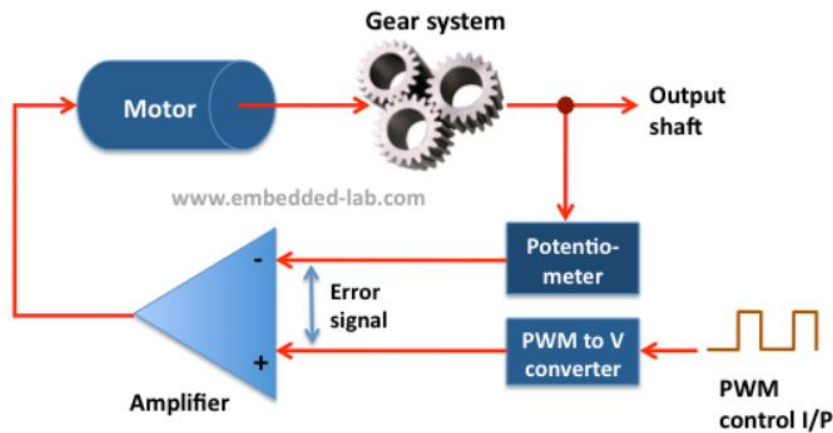 Gear system
Motor
Output
shaft
www.embedded-lab.com
Potentio-
meter
-
Error
signal
+
PWM to V
converter
Amplifier
PWM
control I/P